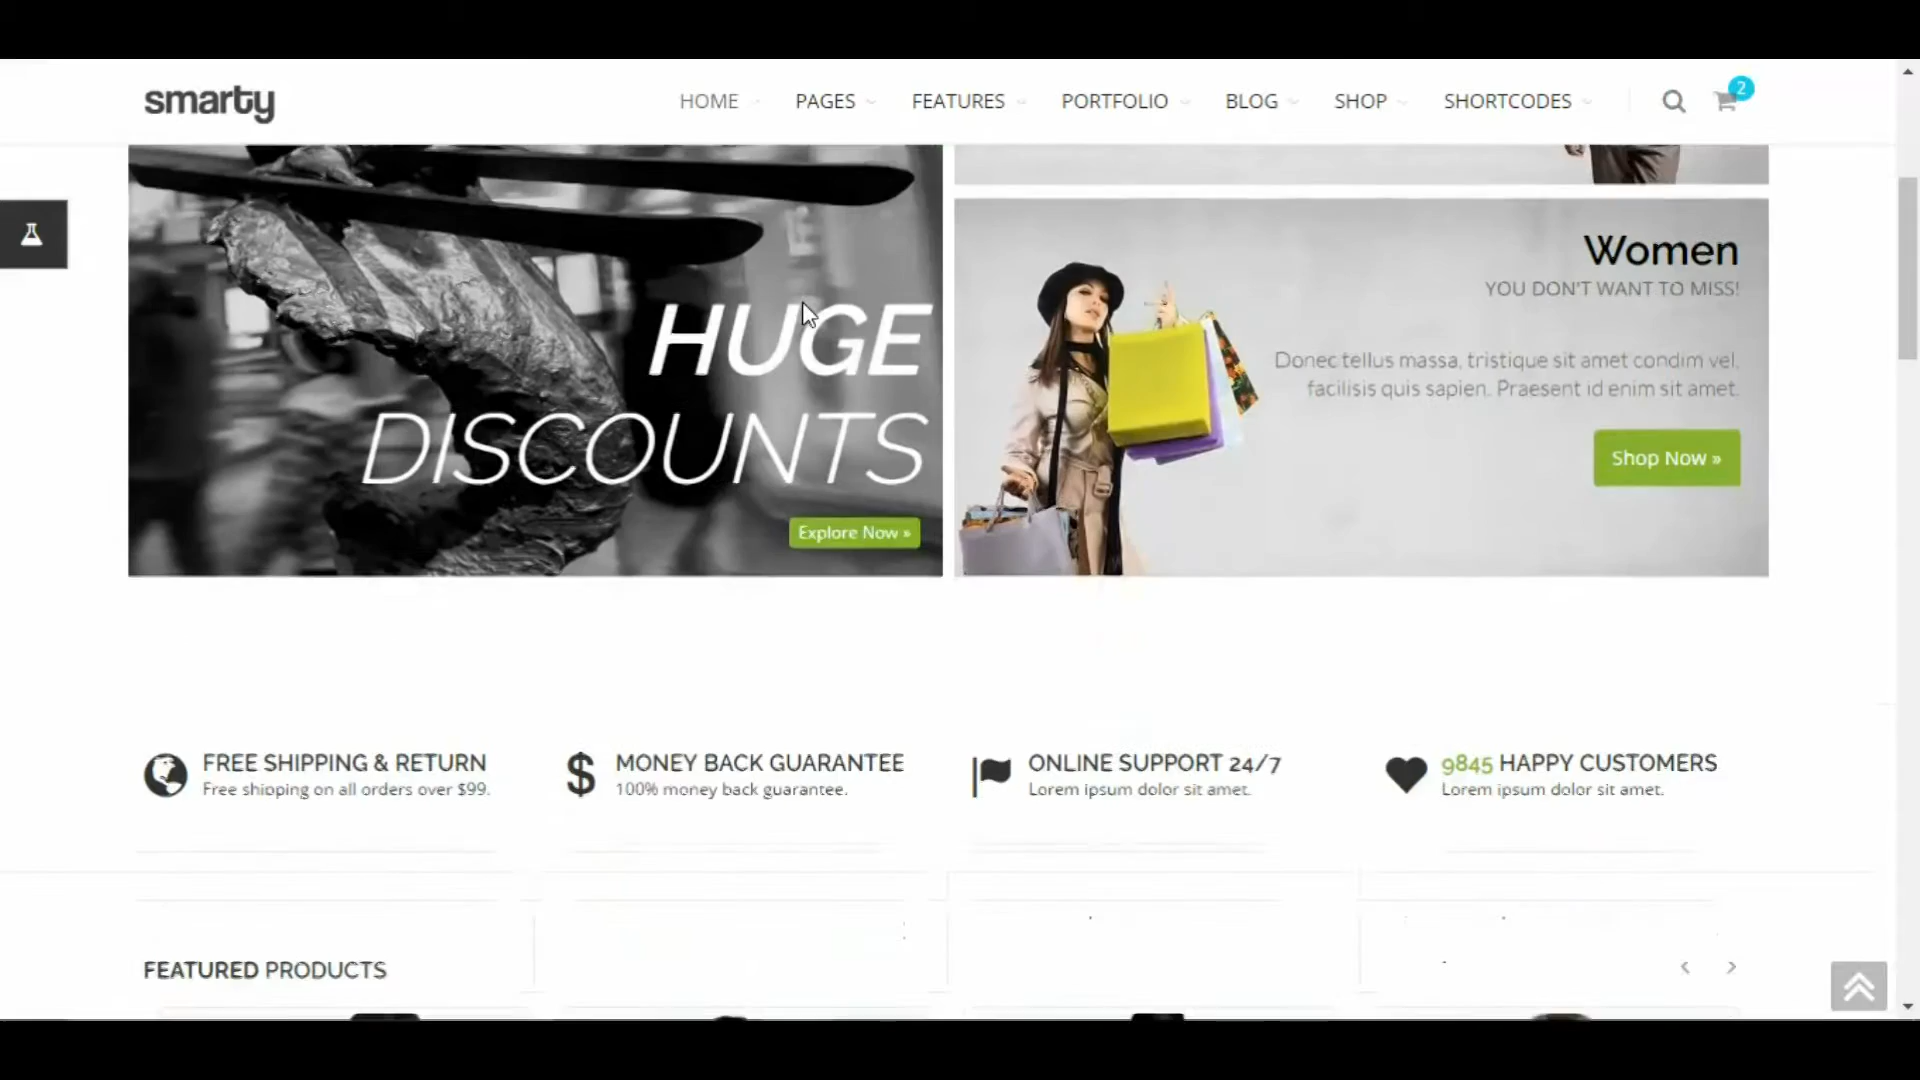 smarty
HOME PAGES FEATURES PORTFOLIO BLOG SHOP SHORTCODES 2
HUGE
DISCOUNTS
Explore Now »
Women
YOU DON'T WANT TO MISS!
Donec tellus massa, tristique sit amet condim vel,
facilisis quis sapien. Praesent id enim sit amet.
Shop Now »
FREE SHIPPING & RETURN
Free shipping on all orders over $99.
MONEY BACK GUARANTEE
100% money back guarantee.
ONLINE SUPPORT 24/7
Lorem ipsum dolor sit amet.
9845 HAPPY CUSTOMERS
Lorem ipsum dolor sit amet.
FEATURED PRODUCTS